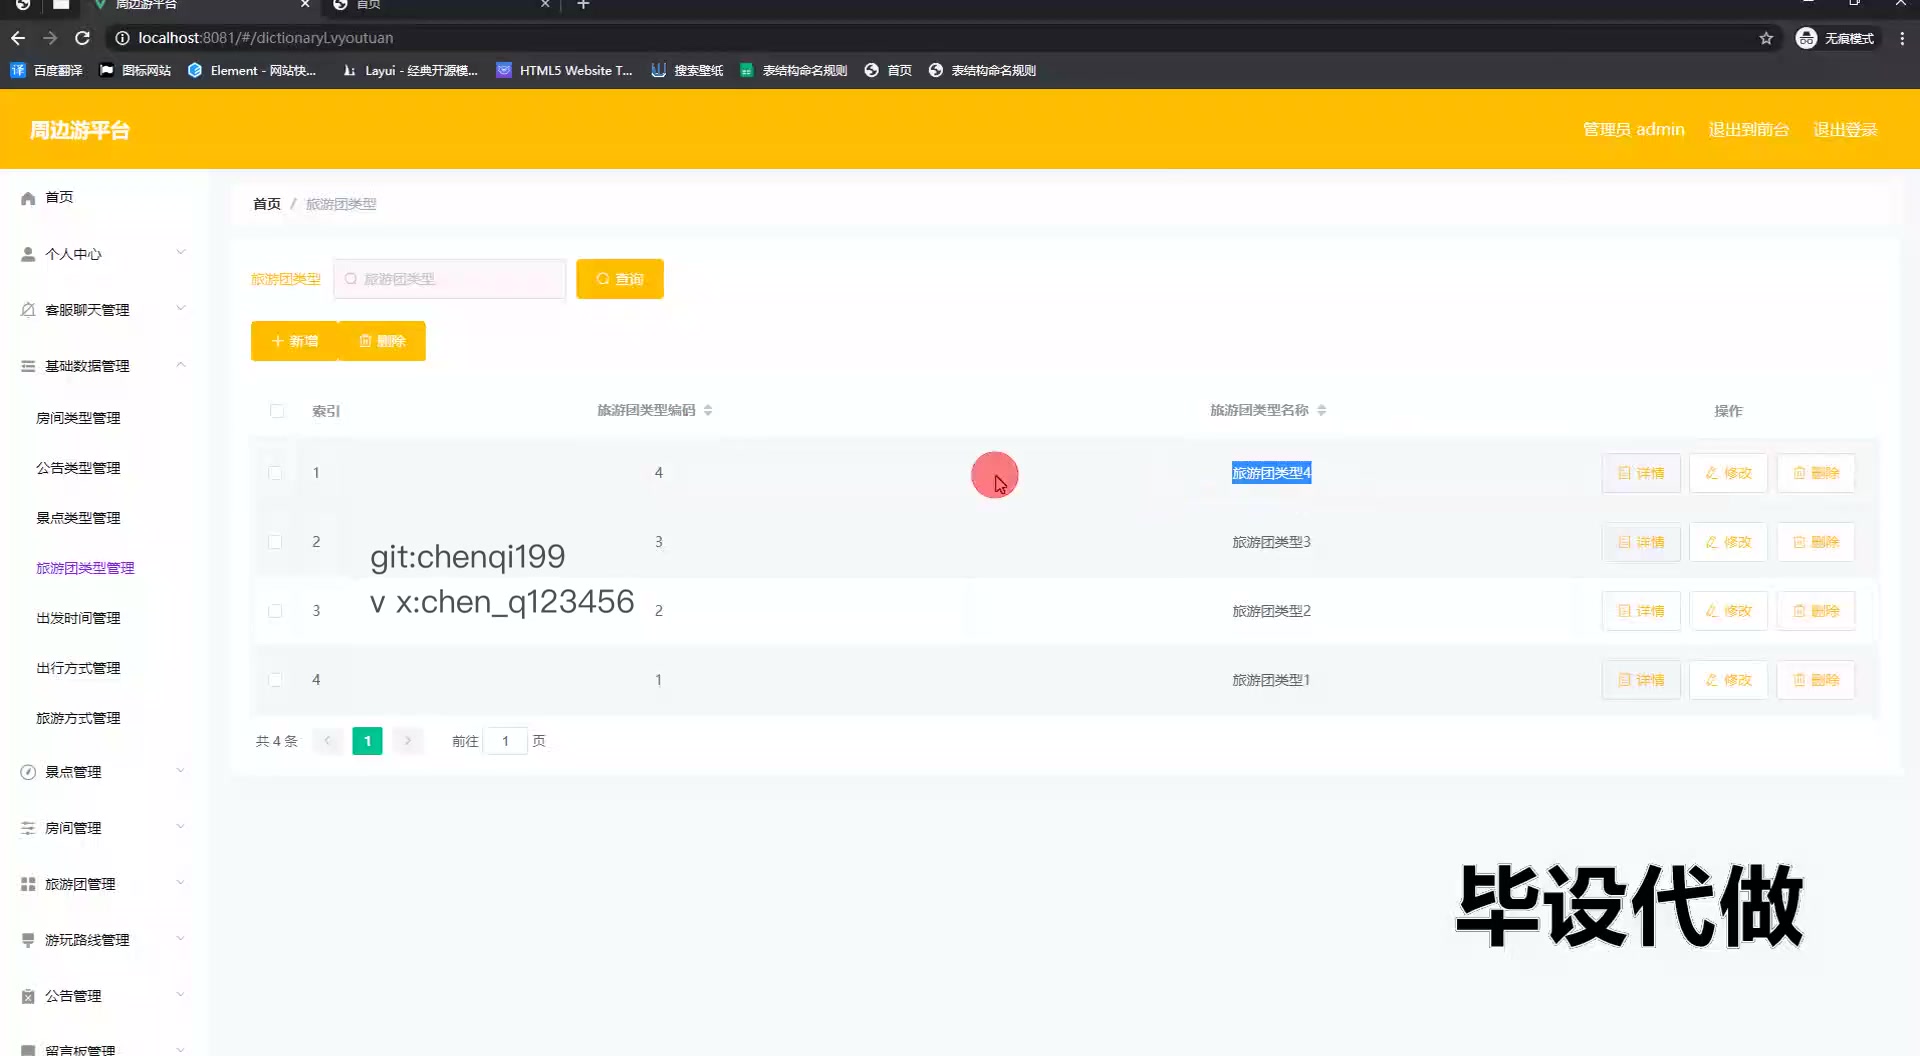 周边游平台
首页
localhost:8081/#/dictionaryLvyoutuan
无痕模式
译 百度翻译 图标网站 Element - 网站快... Layui - 经典开源模... HTML5 Website T... 搜索壁纸 表结构命名规则 首页 表结构命名规则
周边游平台
管理员 admin 退出到前台 退出登录
首页
个人中心
客服聊天管理
基础数据管理
房间类型管理
公告类型管理
景点类型管理
旅游团类型管理
出发时间管理
出行方式管理
旅游方式管理
景点管理
房间管理
旅游团管理
游玩路线管理
公告管理
留言板管理
首页 / 旅游团类型
旅游团类型 旅游团类型 查询
新增 删除
索引 旅游团类型编码 旅游团类型名称 操作
1 4 旅游团类型4 详情 修改 删除
2 3 旅游团类型3 详情 修改 删除
3 2 旅游团类型2 详情 修改 删除
4 1 旅游团类型1 详情 修改 删除
共 4 条 1 前往 1 页
git:chenqi199
v x:chen_q123456
毕设代做